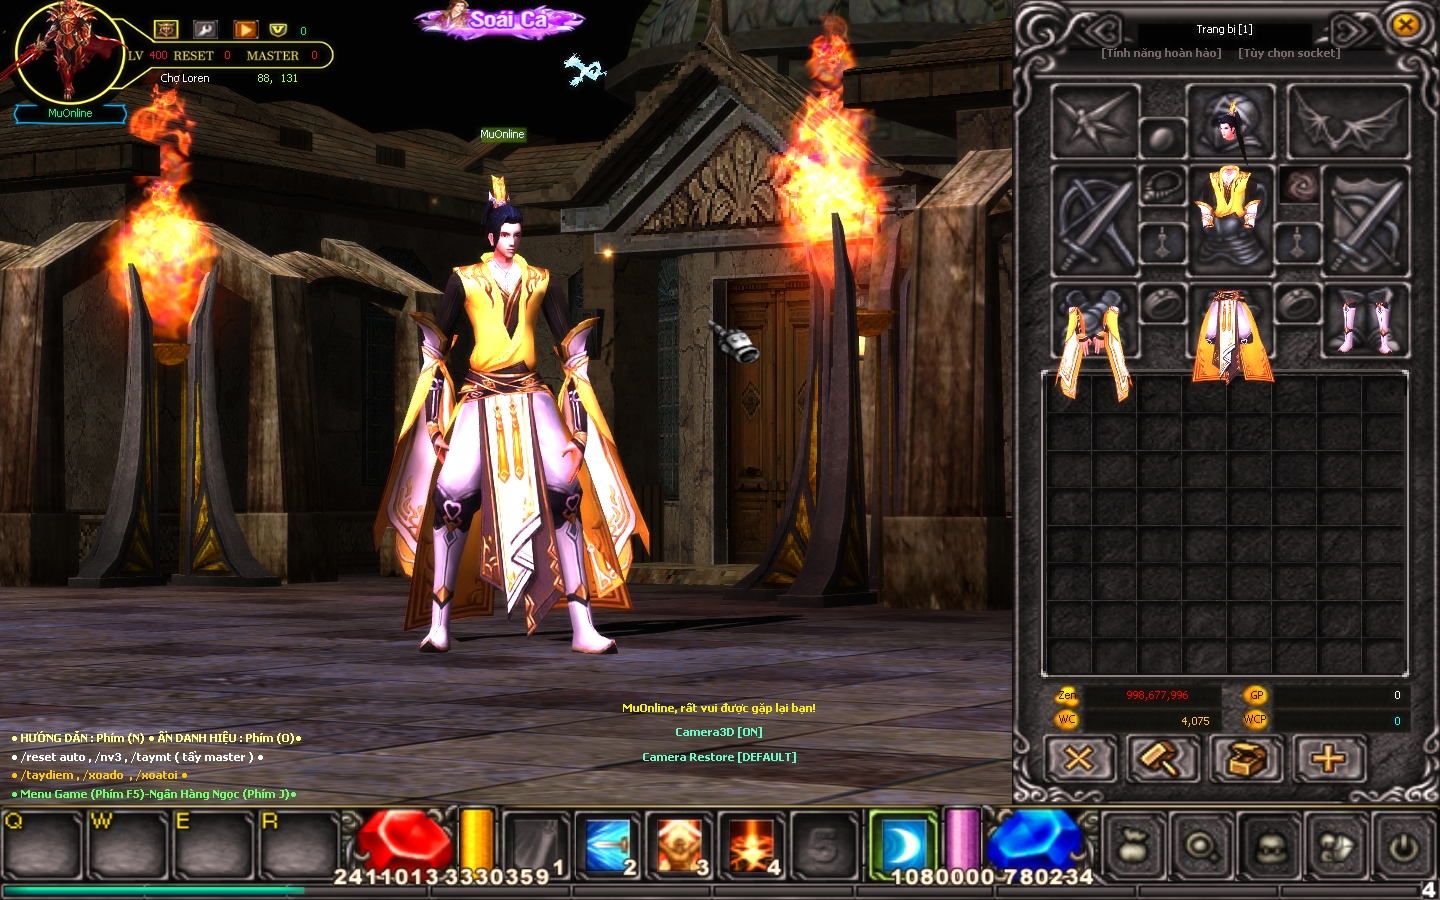 Soái Ca
LV 400 RESET 0 MASTER 0
0
Chợ Loren 88, 131
MuOnline
MuOnline
Trang bị [1]
[Tính năng hoàn hảo] [Tùy chọn socket]
Zen 998,677,996 GP 0
WC 4,075 WCP 0
MuOnline, rất vui được gặp lại bạn!
Camera3D [ON]
Camera Restore [DEFAULT]
● HƯỚNG DẪN : Phím (N) ● ẨN DANH HIỆU : Phím (O)●
● /reset auto , /nv3 , /taymt ( tẩy master ) ●
● /taydiem , /xoado , /xoatoi ●
● Menu Game (Phím F5)-Ngân Hàng Ngọc (Phím J)●
Q W E R
1 2 3 4 5
2411013 3330359 1080000 780234
4